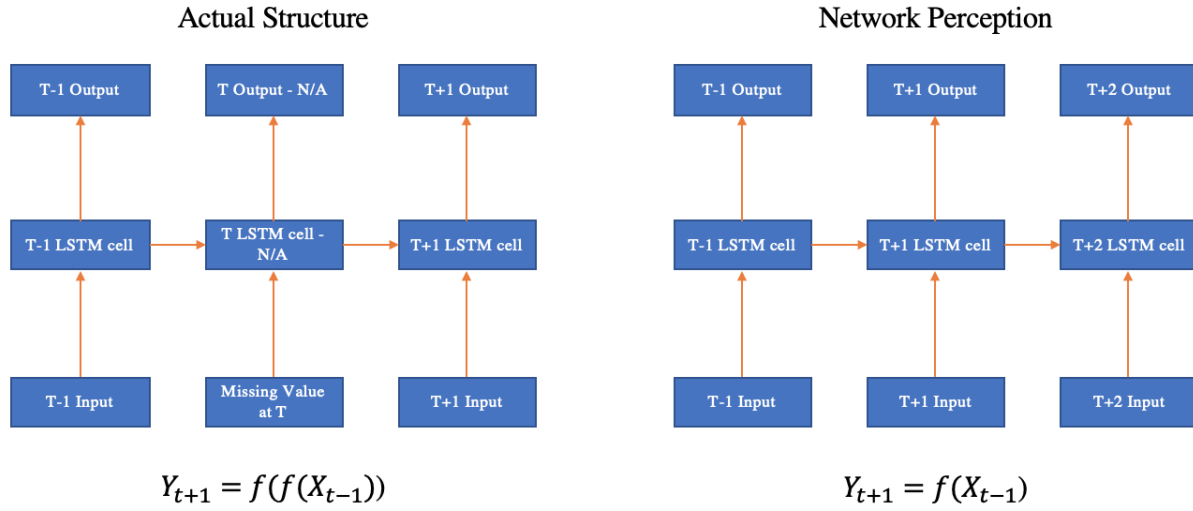 Actual Structure
Network Perception
T-1 Output
T Output - N/A
T+1 Output
T-1 Output
T+1 Output
T+2 Output
T-1 LSTM cell
T LSTM cell -
N/A
T+1 LSTM cell
T-1 LSTM cell
T+1 LSTM cell
T+2 LSTM cell
T-1 Input
Missing Value
at T
T+1 Input
T-1 Input
T+1 Input
T+2 Input
Y_{t+1} = f(f(X_{t-1}))
Y_{t+1} = f(X_{t-1})